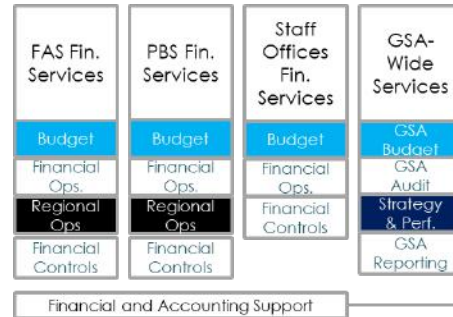 FAS Fin.
Services
Budget
Financial
Ops.
Regional
Ops
Financial
Controls
PBS Fin.
Services
Budget
Financial
Ops.
Regional
Ops
Financial
Controls
Staff
Offices
Fin.
Services
Budget
Financial
Ops.
Financial
Controls
GSA-
Wide
Services
GSA
Budget
GSA
Audit
Strategy
& Perf.
GSA
Reporting
Financial and Accounting Support